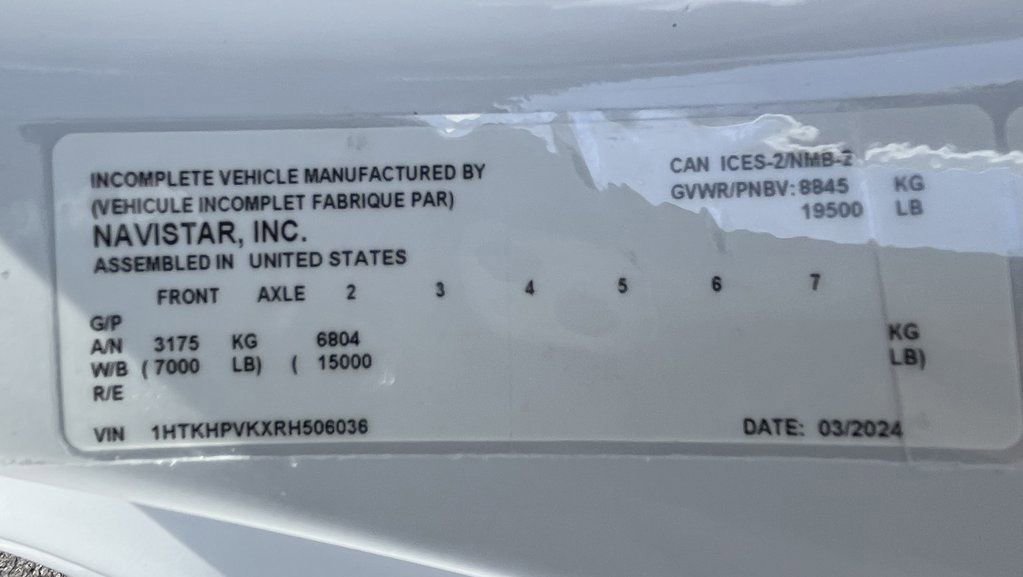 INCOMPLETE VEHICLE MANUFACTURED BY
(VEHICULE INCOMPLET FABRIQUE PAR)
NAVISTAR, INC.
ASSEMBLED IN UNITED STATES
CAN ICES-2/NMB-2
GVWR/PNBV: 8845 KG
19500 LB
FRONT AXLE 2 3 4 5 6 7
G/P
A/N 3175 KG 6804 KG
W/B (7000 LB) ( 15000 LB)
R/E
VIN 1HTKHPVKXRH506036 DATE: 03/2024